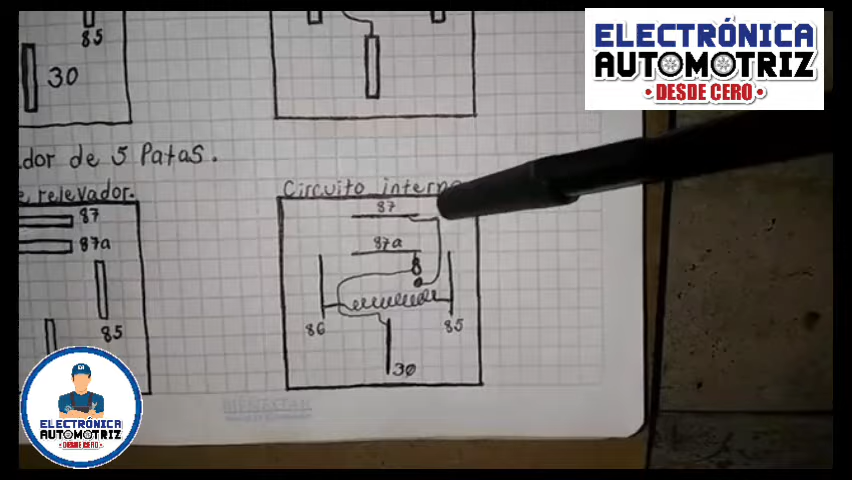 85
30
ELECTRÓNICA
AUTOMOTRIZ
• DESDE CERO •
dor de 5 Patas.
relevador.
Circuito interno
87
87a
85
87
87a
86
85
30
ELECTRÓNICA
AUTOMOTRIZ
DESDE CERO